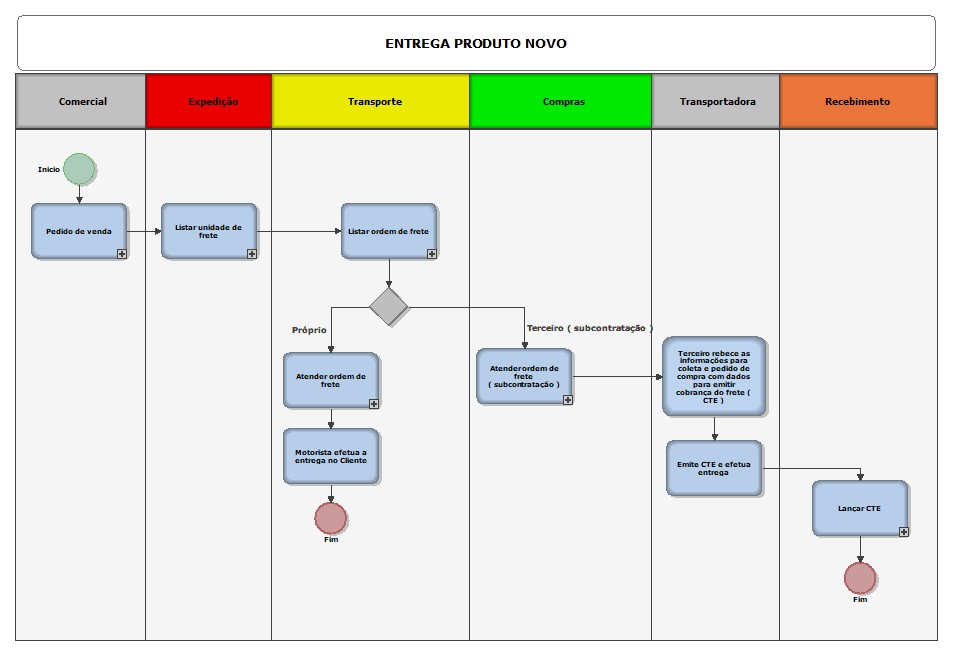 ENTREGA PRODUTO NOVO
Comercial
Expedição
Transporte
Compras
Transportadora
Recebimento
Inicio
Pedido de venda
Listar unidade de
frete
Listar ordem de frete
Próprio
Terceiro ( subcontratação )
Atender ordem de
frete
Atender ordem de
frete
( subcontratação )
Terceiro rebece as
informações para
coleta e pedido de
compra com dados
para emitir
cobrança do frete (
CTE )
Motorista efetua a
entrega no Cliente
Emite CTE e efetua
entrega
Lançar CTE
Fim
Fim